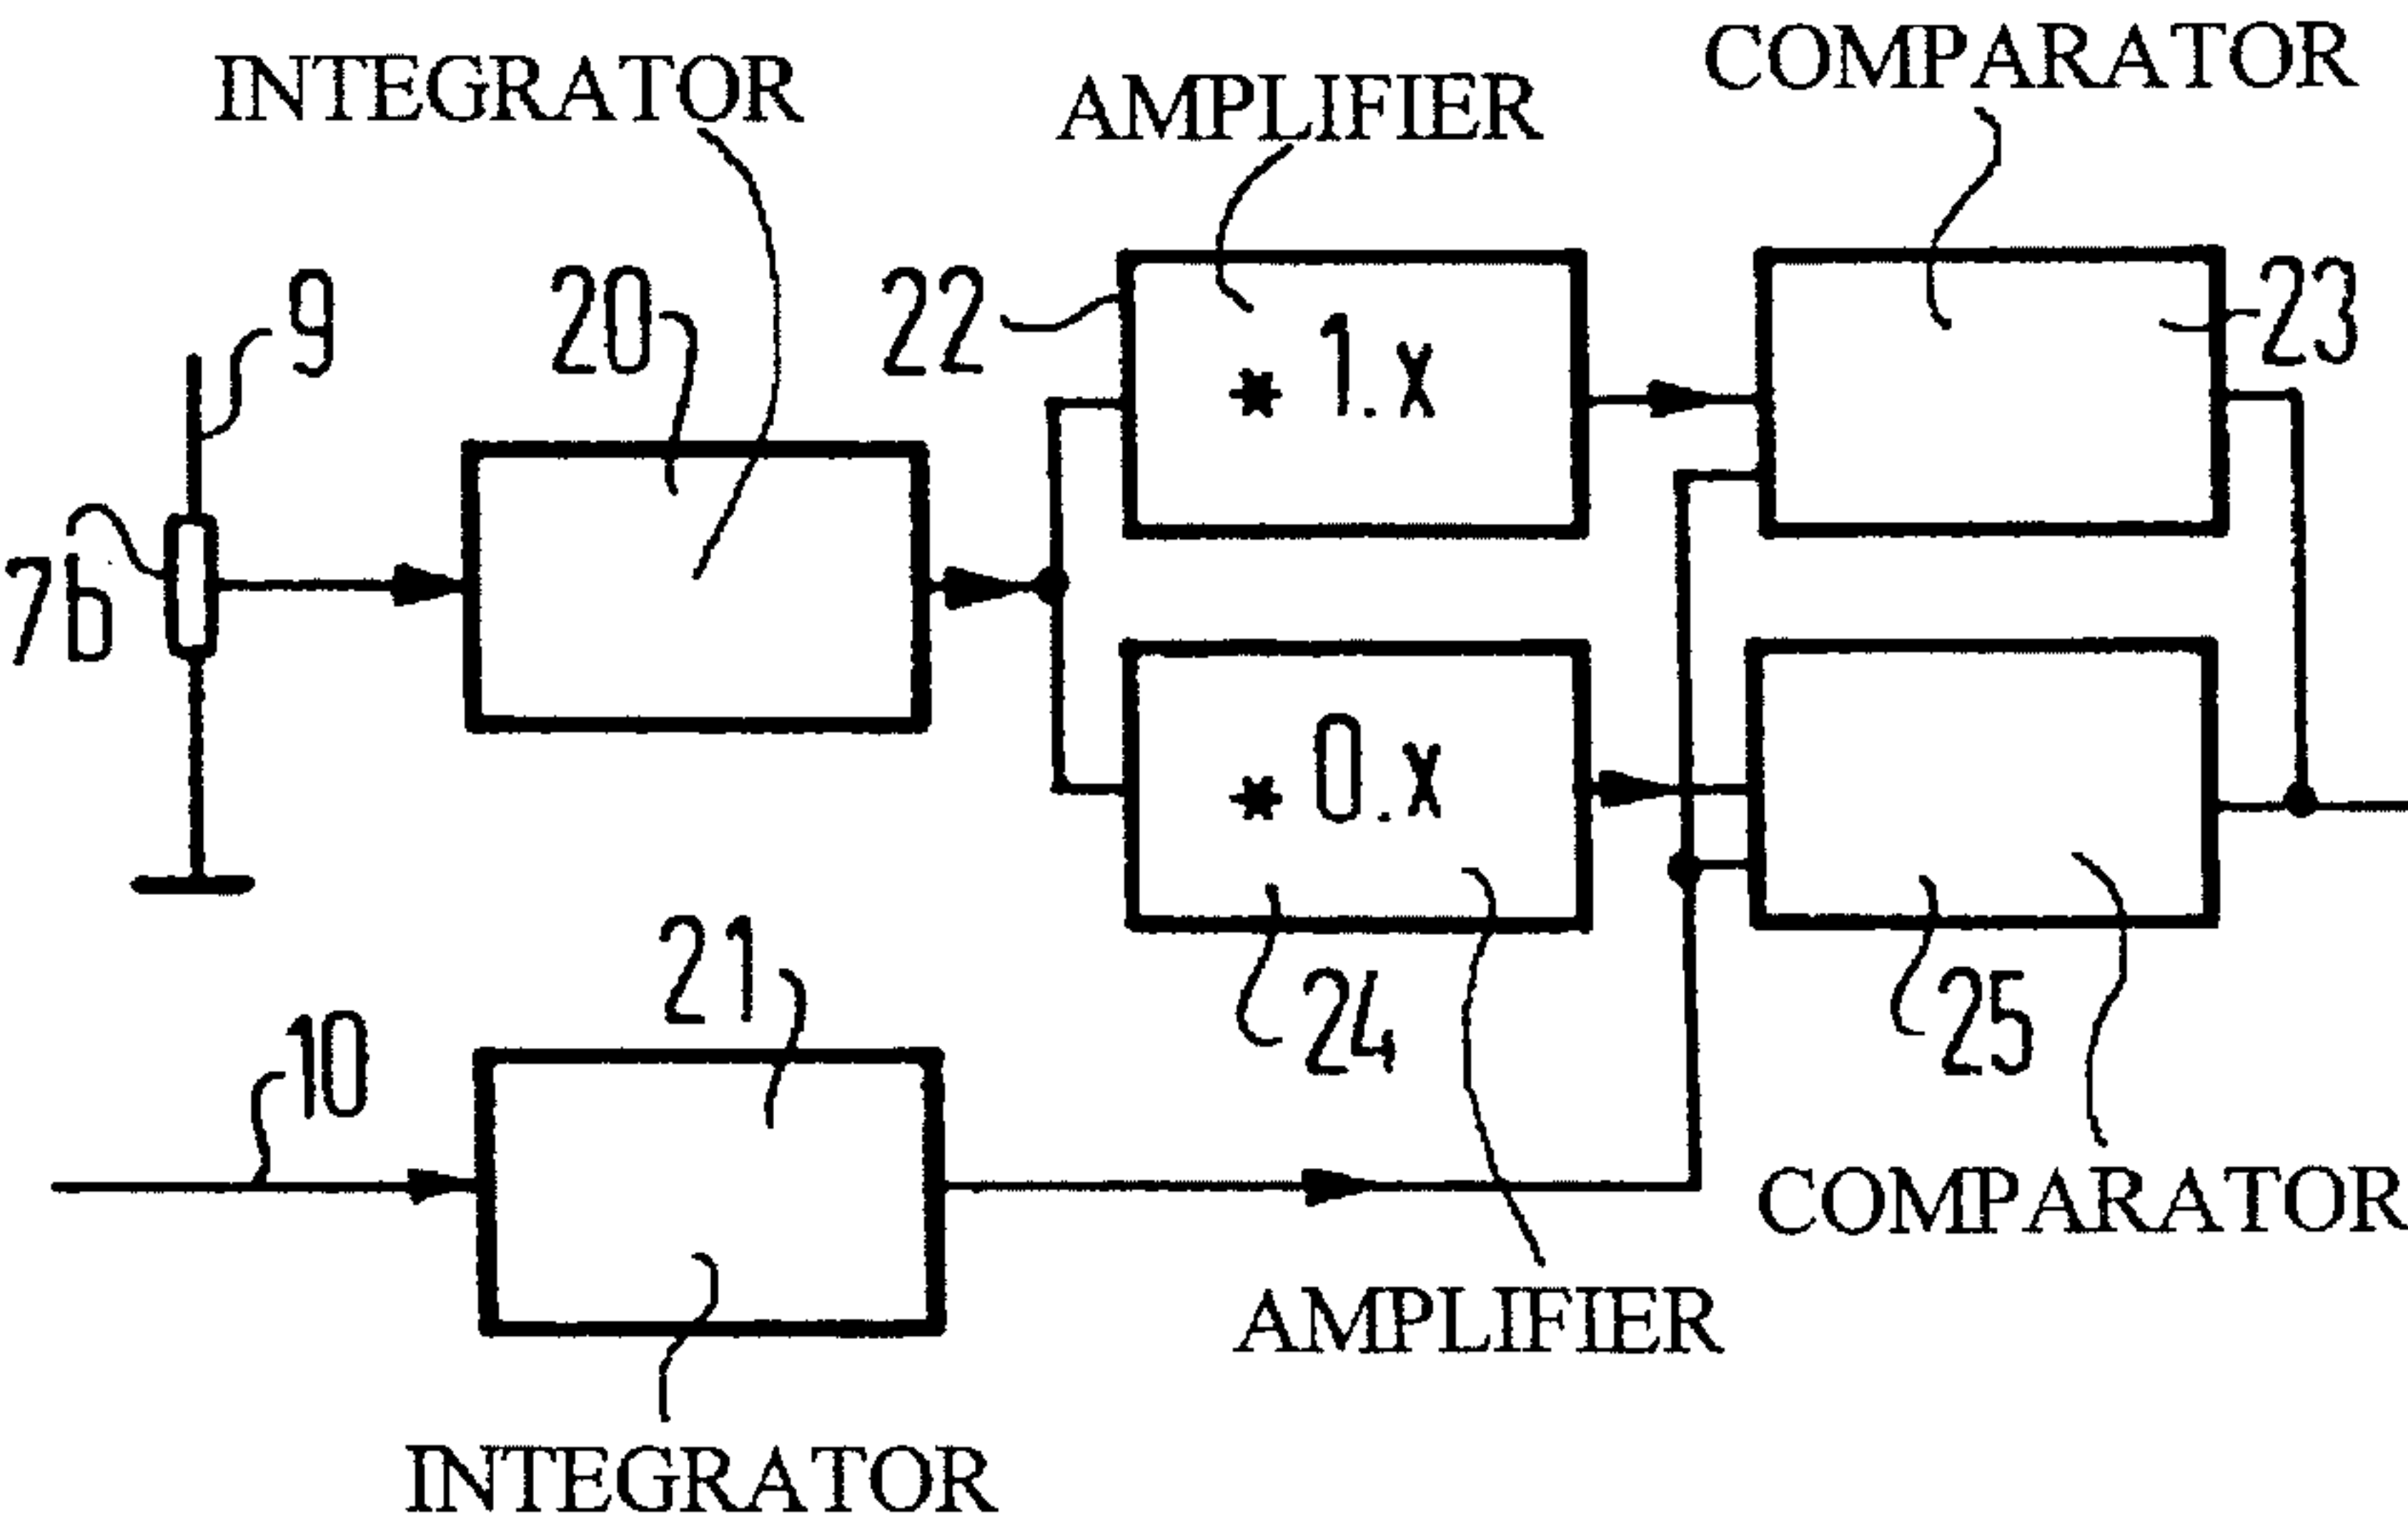 INTEGRATOR
AMPLIFIER
COMPARATOR
9
20
22
* 1.x
23
7b
* 0.x
21
10
24
25
COMPARATOR
AMPLIFIER
INTEGRATOR